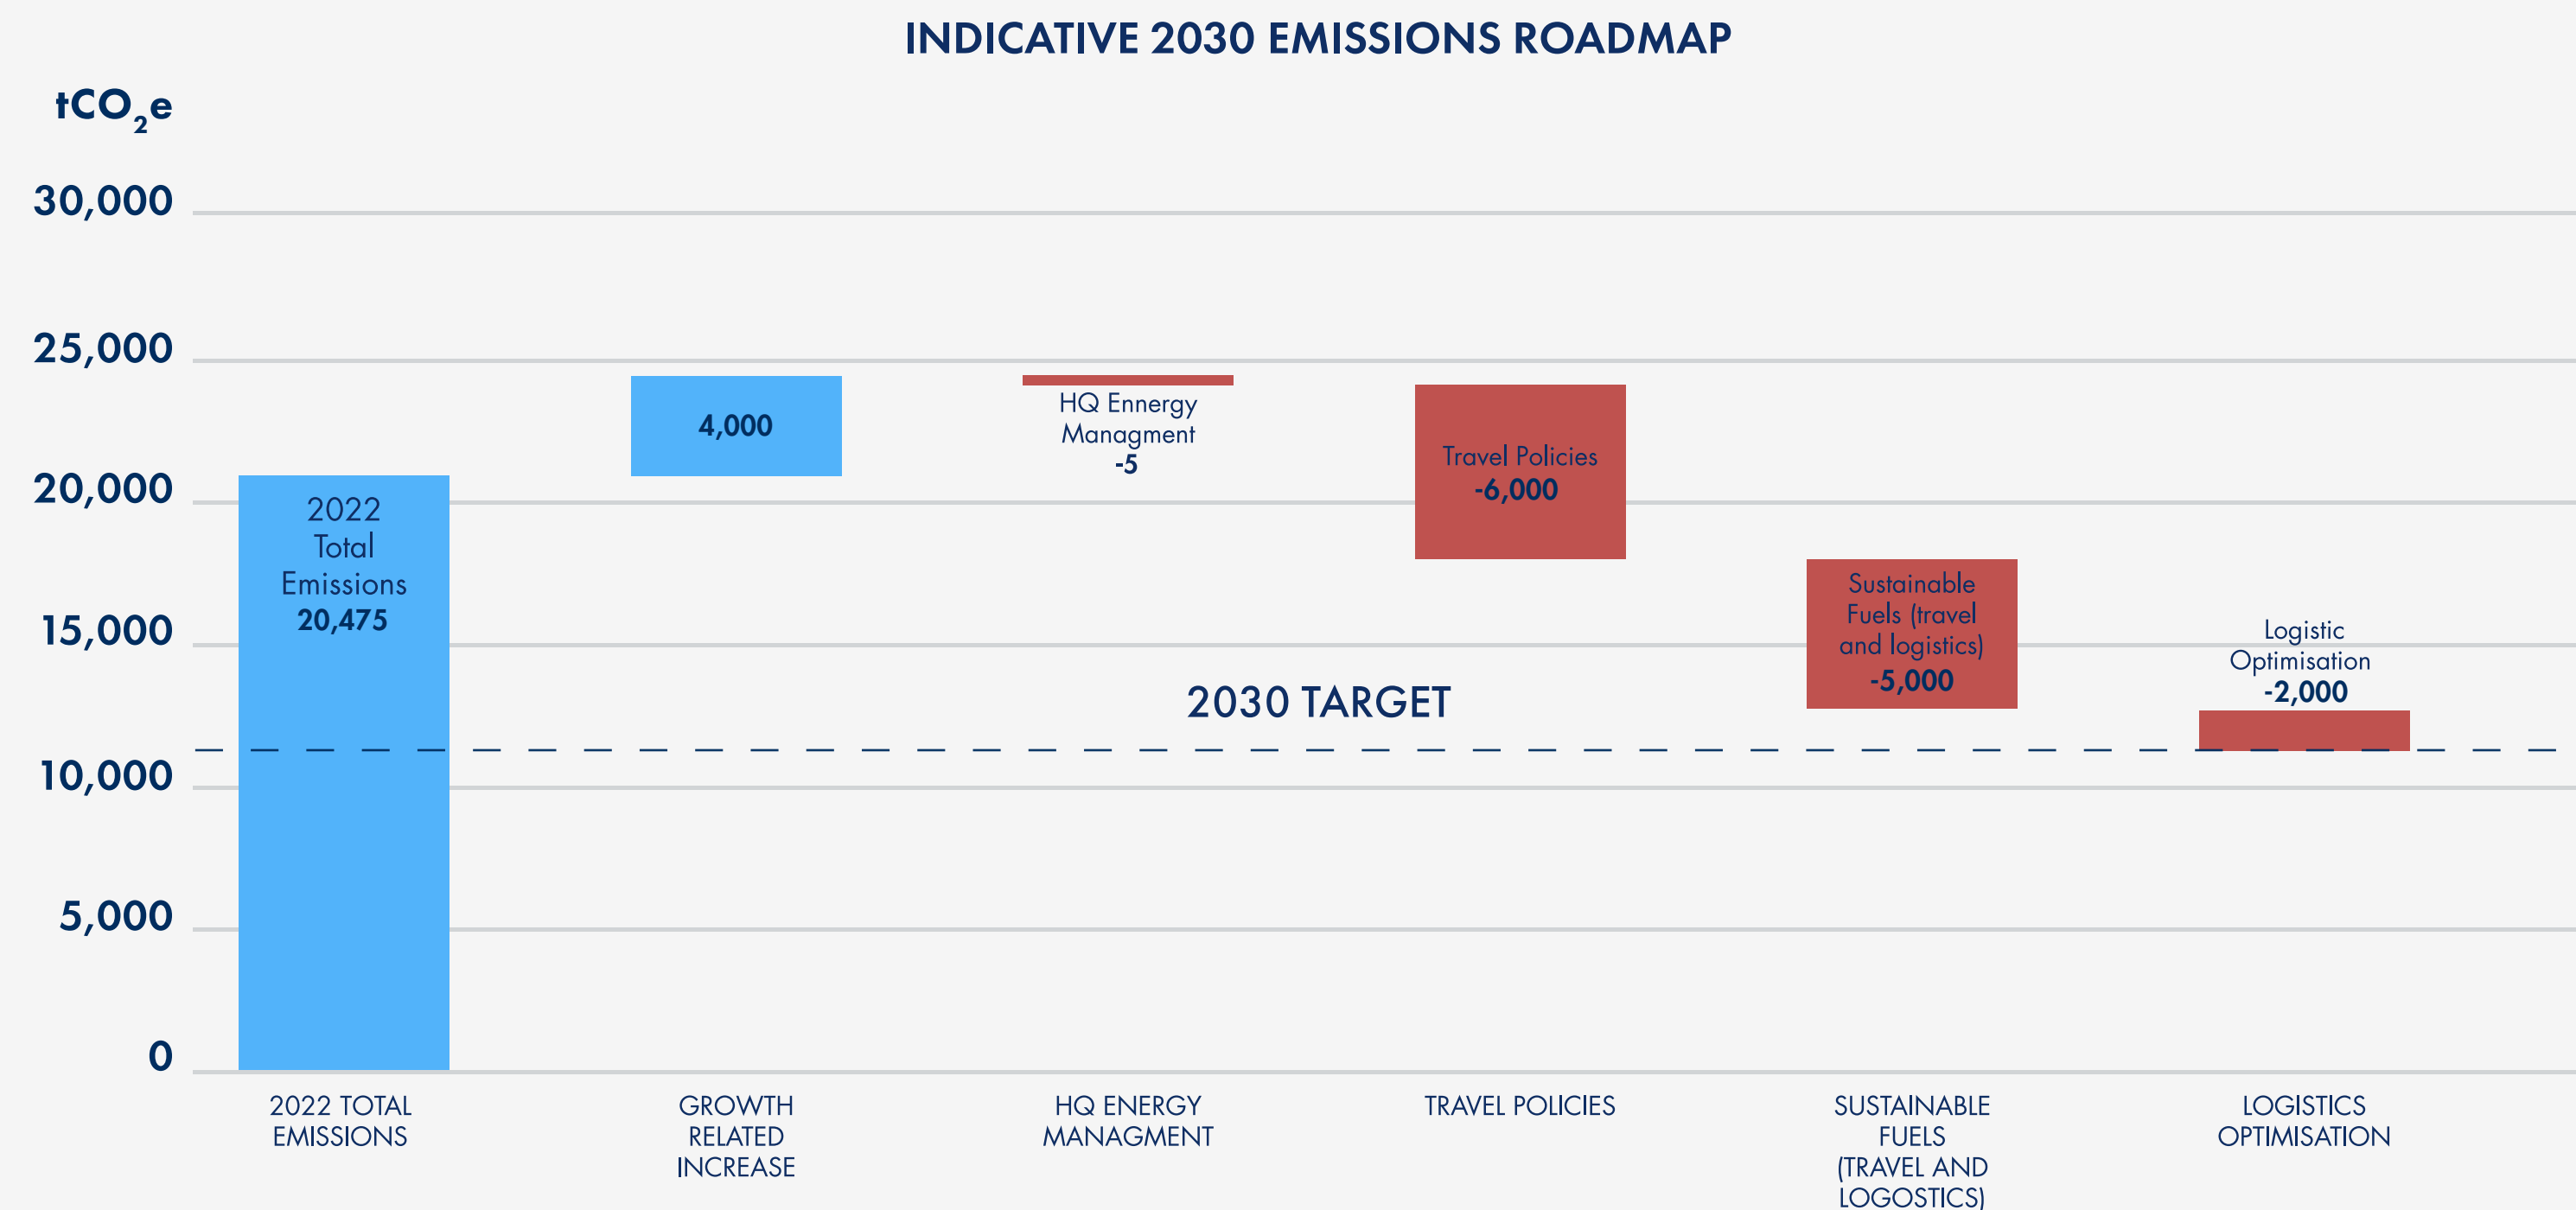 INDICATIVE 2030 EMISSIONS ROADMAP
tCO₂e
30,000
25,000
20,000
15,000
10,000
5,000
0
2022
Total
Emissions
20,475
4,000
HQ Ennergy
Managment
-5
Travel Policies
-6,000
Sustainable
Fuels (travel
and logistics)
-5,000
Logistic
Optimisation
-2,000
2030 TARGET
2022 TOTAL
EMISSIONS
GROWTH
RELATED
INCREASE
HQ ENERGY
MANAGMENT
TRAVEL POLICIES
SUSTAINABLE
FUELS
(TRAVEL AND
LOGOSTICS)
LOGISTICS
OPTIMISATION